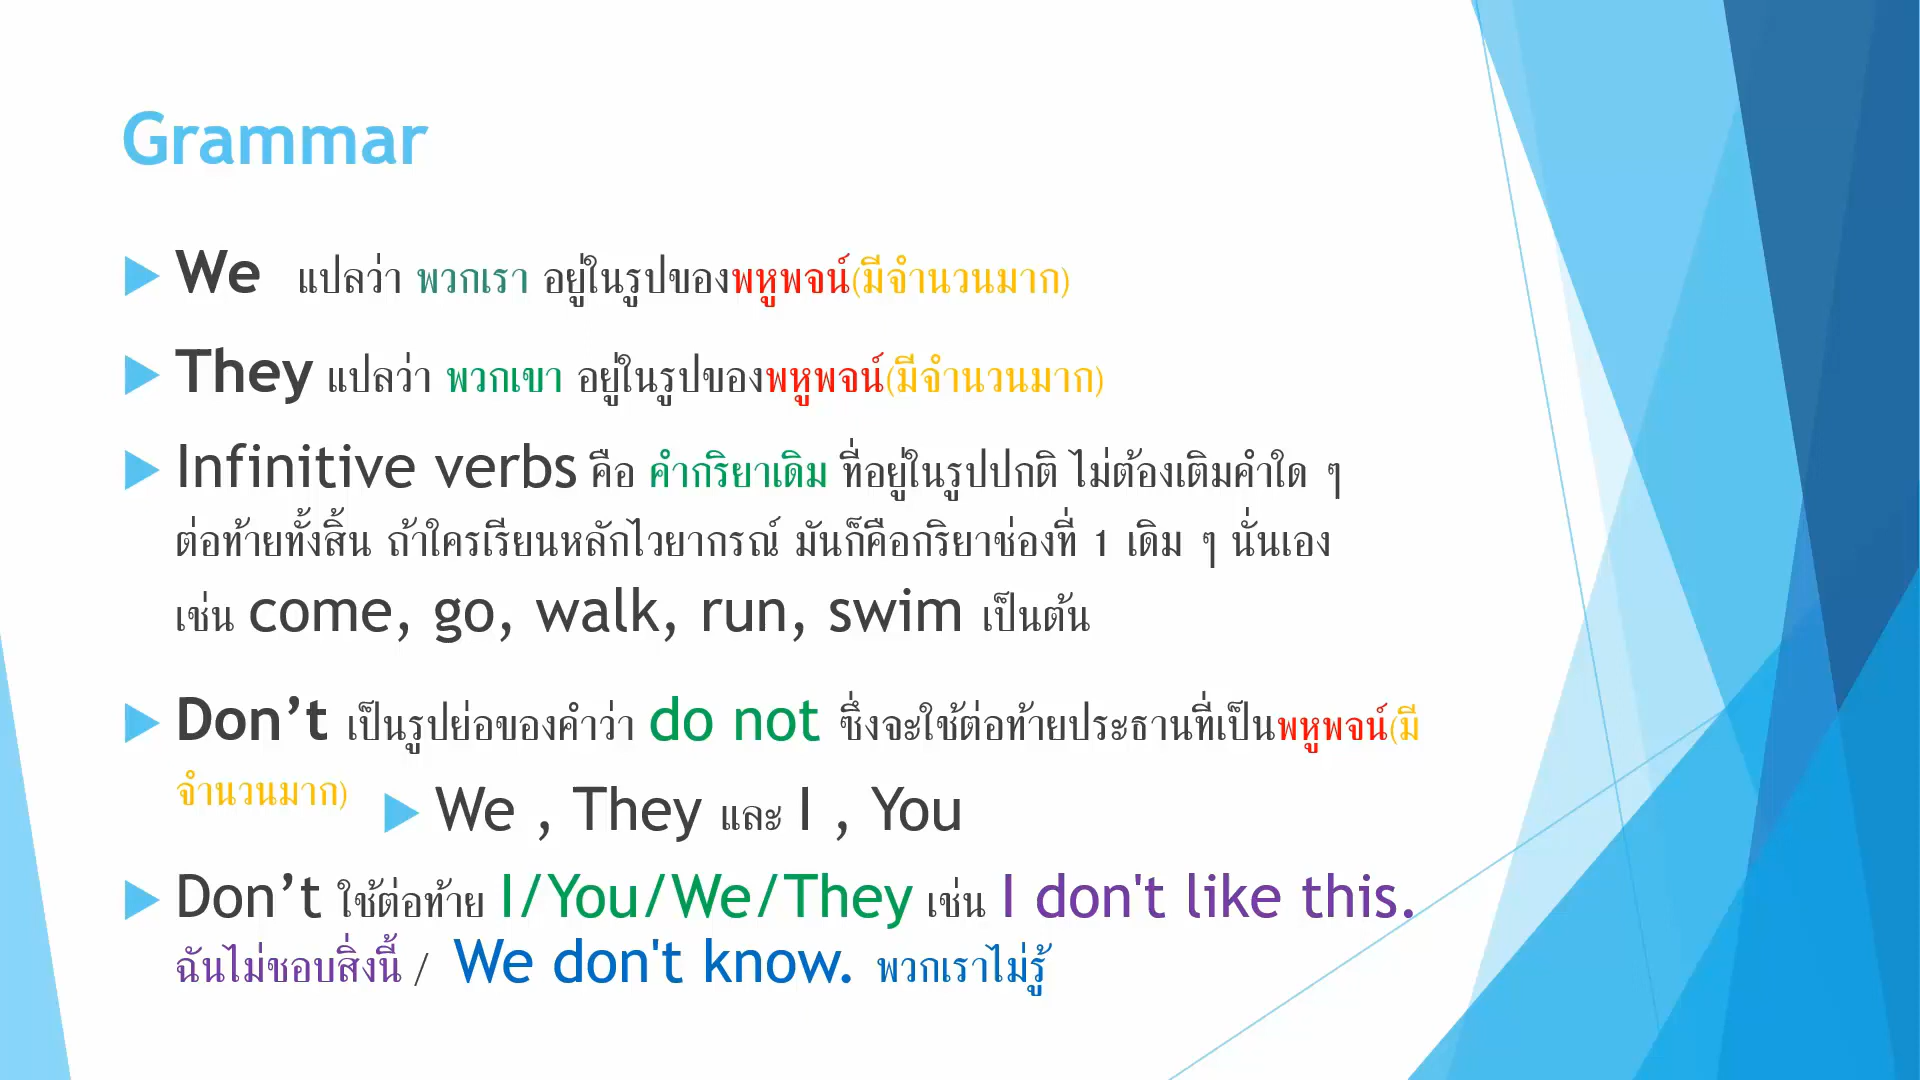 Grammar
We แปลว่า พวกเรา อยู่ในรูปของพหูพจน์(มีจำนวนมาก)
They แปลว่า พวกเขา อยู่ในรูปของพหูพจน์(มีจำนวนมาก)
Infinitive verbs คือ คำกริยาเดิม ที่อยู่ในรูปปกติ ไม่ต้องเติมคำใด ๆ
ต่อท้ายทั้งสิ้น ถ้าใครเรียนหลักไวยากรณ์ มันก็คือกริยาช่องที่ 1 เดิม ๆ นั่นเอง
เช่น come, go, walk, run, swim เป็นต้น
Don’t เป็นรูปย่อของคำว่า do not ซึ่งจะใช้ต่อท้ายประธานที่เป็นพหูพจน์(มี
จำนวนมาก)
We , They และ I , You
Don’t ใช้ต่อท้าย I/You/We/They เช่น I don't like this.
ฉันไม่ชอบสิ่งนี้ / We don't know. พวกเราไม่รู้